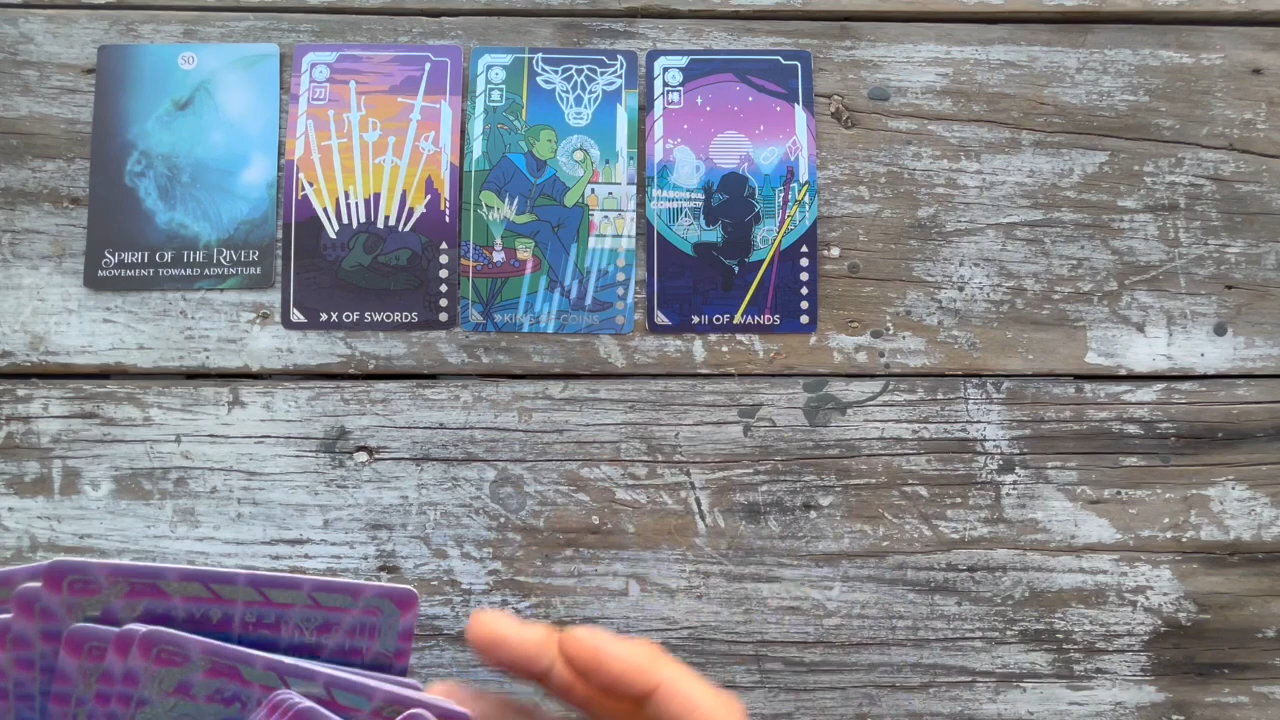 50
SPIRIT OF THE RIVER
MOVEMENT TOWARD ADVENTURE
刀
X OF SWORDS
金
KING OF COINS
棒
CONSTRUCT
II OF WANDS